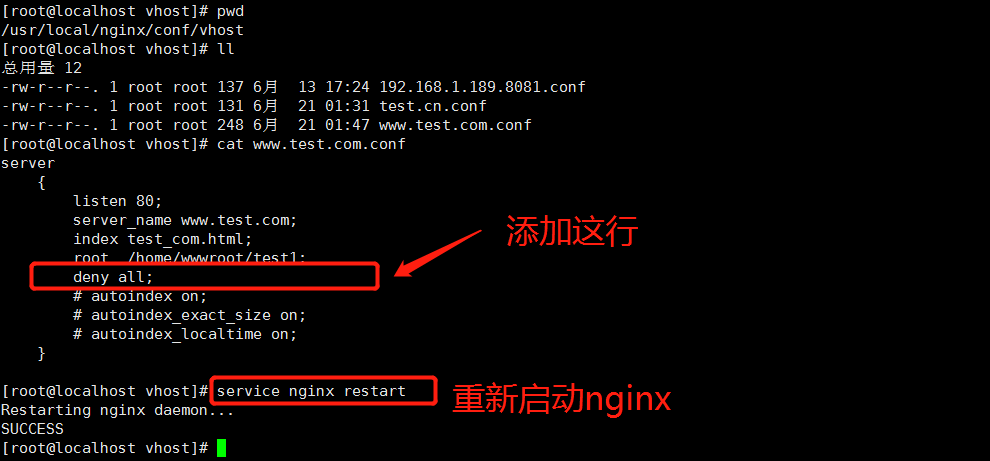 [root@localhost vhost]# pwd
/usr/local/nginx/conf/vhost
[root@localhost vhost]# ll
总用量 12
-rw-r--r--. 1 root root 137 6月  13 17:24 192.168.1.189.8081.conf
-rw-r--r--. 1 root root 131 6月  21 01:31 test.cn.conf
-rw-r--r--. 1 root root 248 6月  21 01:47 www.test.com.conf
[root@localhost vhost]# cat www.test.com.conf
server
    {
        listen 80;
        server_name www.test.com;
        index test_com.html;
        root  /home/wwwroot/test1;
        deny all;
        # autoindex on;
        # autoindex_exact_size on;
        # autoindex_localtime on;
    }
添加这行
[root@localhost vhost]# service nginx restart
重新启动nginx
Restarting nginx daemon...
SUCCESS
[root@localhost vhost]#